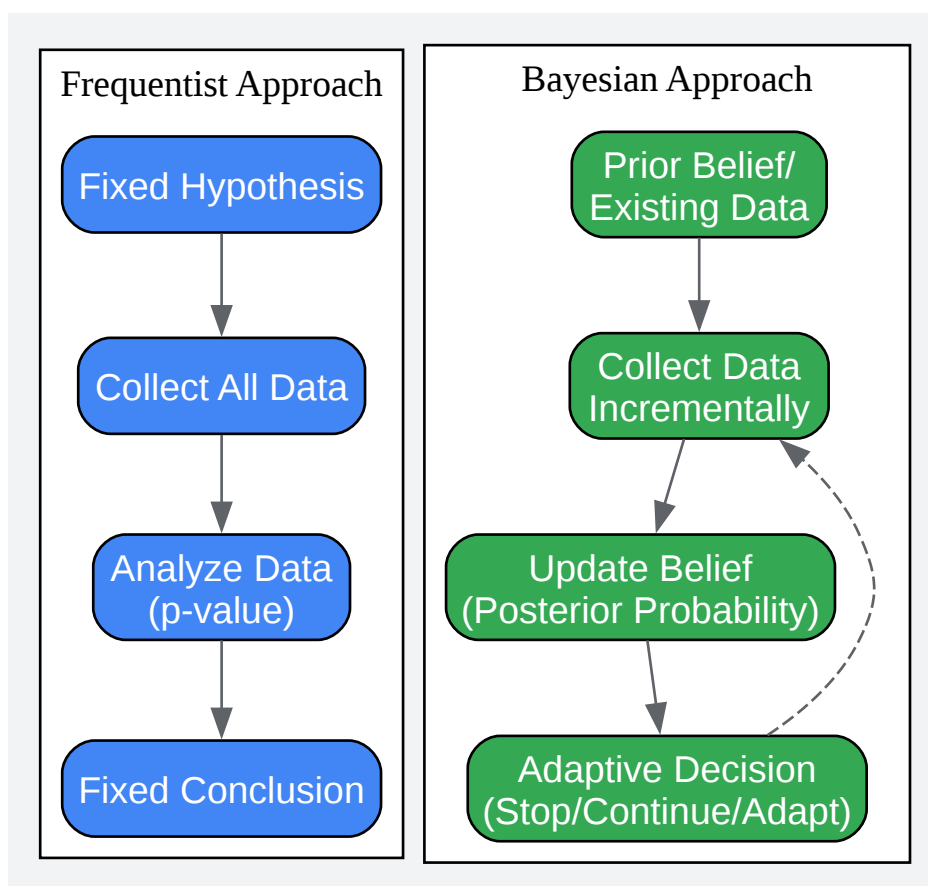 Frequentist Approach
Fixed Hypothesis
Collect All Data
Analyze Data
(p-value)
Fixed Conclusion
Bayesian Approach
Prior Belief/
Existing Data
Collect Data
Incrementally
Update Belief
(Posterior Probability)
Adaptive Decision
(Stop/Continue/Adapt)